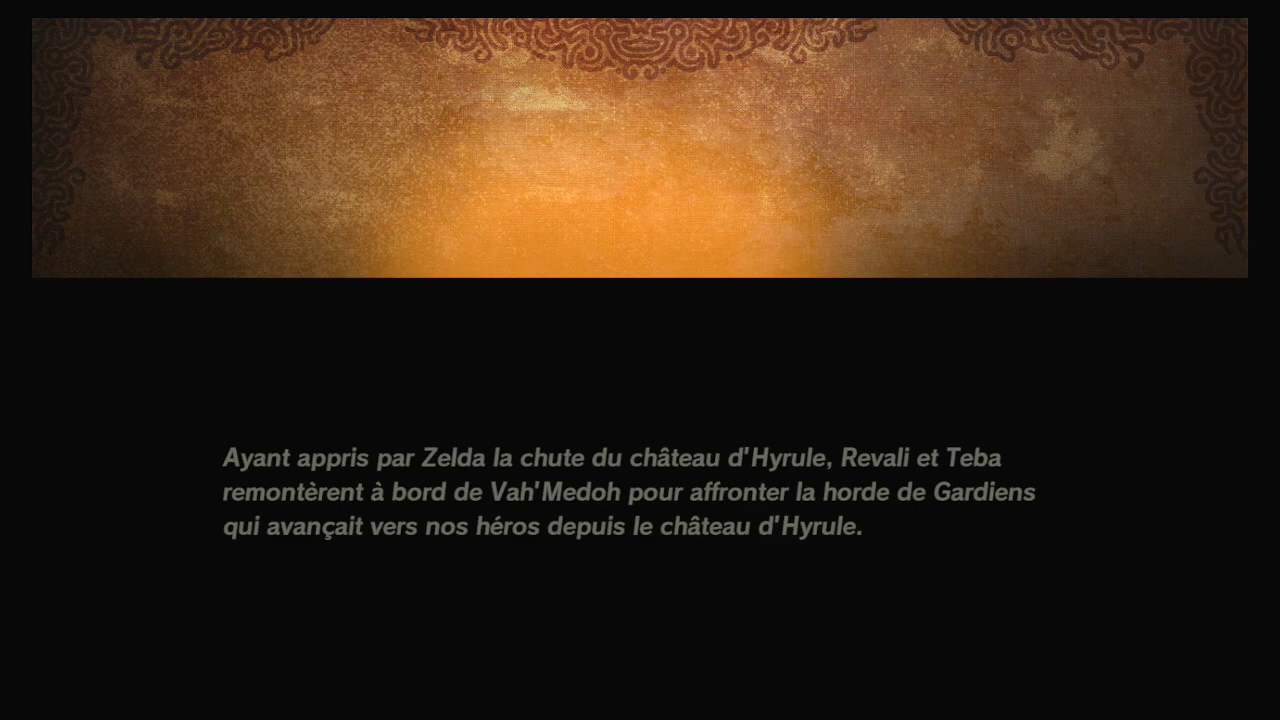 Ayant appris par Zelda la chute du château d'Hyrule, Revali et Teba
remontèrent à bord de Vah'Medoh pour affronter la horde de Gardiens
qui avançait vers nos héros depuis le château d'Hyrule.